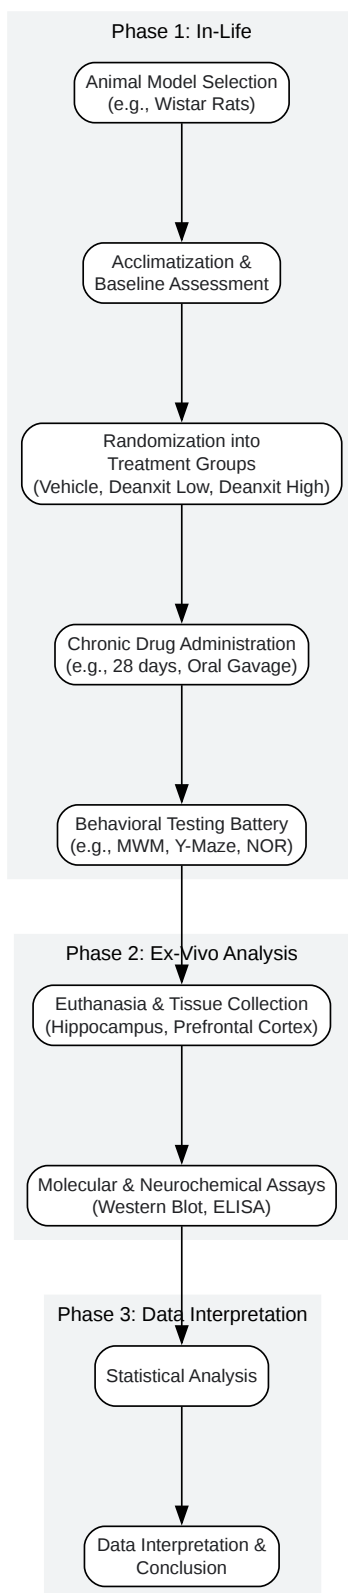 Phase 1: In-Life
Animal Model Selection
(e.g., Wistar Rats)
Acclimatization &
Baseline Assessment
Randomization into
Treatment Groups
(Vehicle, Deanxit Low, Deanxit High)
Chronic Drug Administration
(e.g., 28 days, Oral Gavage)
Behavioral Testing Battery
(e.g., MWM, Y-Maze, NOR)
Phase 2: Ex-Vivo Analysis
Euthanasia & Tissue Collection
(Hippocampus, Prefrontal Cortex)
Molecular & Neurochemical Assays
(Western Blot, ELISA)
Phase 3: Data Interpretation
Statistical Analysis
Data Interpretation &
Conclusion